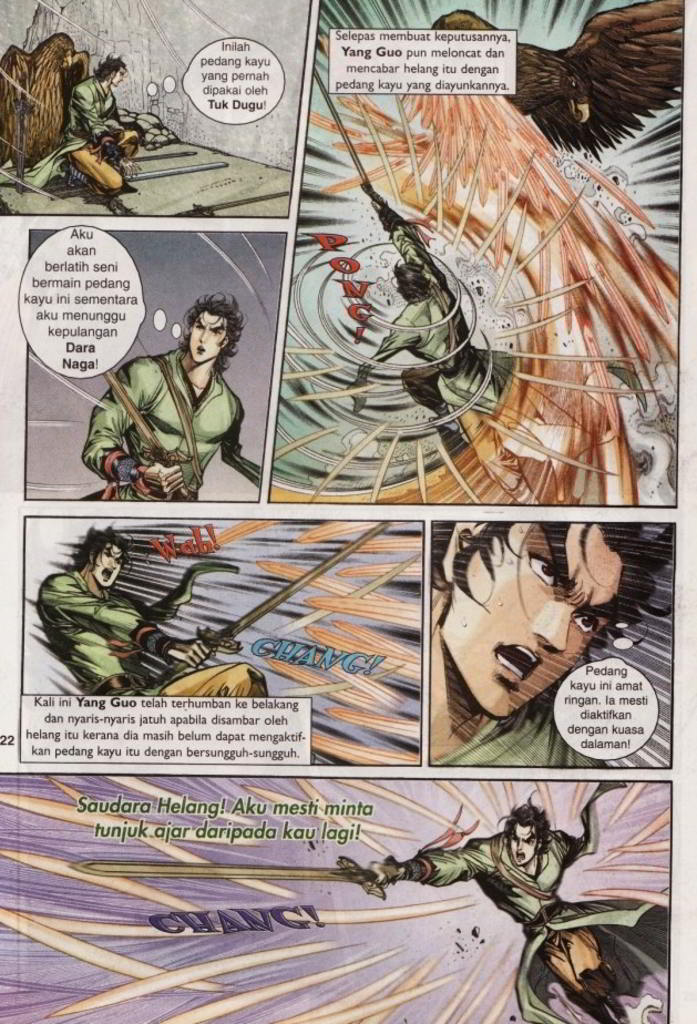 Inilah
pedang kayu
yang pernah
dipakai oleh
Tuk Dugu!
Selepas membuat keputusannya,
Yang Guo pun meloncat dan
mencabar helang itu dengan
pedang kayu yang diayunkannya.
Aku
akan
berlatih seni
bermain pedang
kayu ini sementara
aku menunggu
kepulangan
Dara
Naga!
PONG!
Wah!
CHANG!
Kali ini Yang Guo telah terhumban ke belakang
dan nyaris-nyaris jatuh apabila disambar oleh
helang itu kerana dia masih belum dapat mengaktif-
kan pedang kayu itu dengan bersungguh-sungguh.
Pedang
kayu ini amat
ringan. Ia mesti
diaktifkan
dengan kuasa
dalaman!
22
Saudara Helang! Aku mesti minta
tunjuk ajar daripada kau lagi!
CHANG!